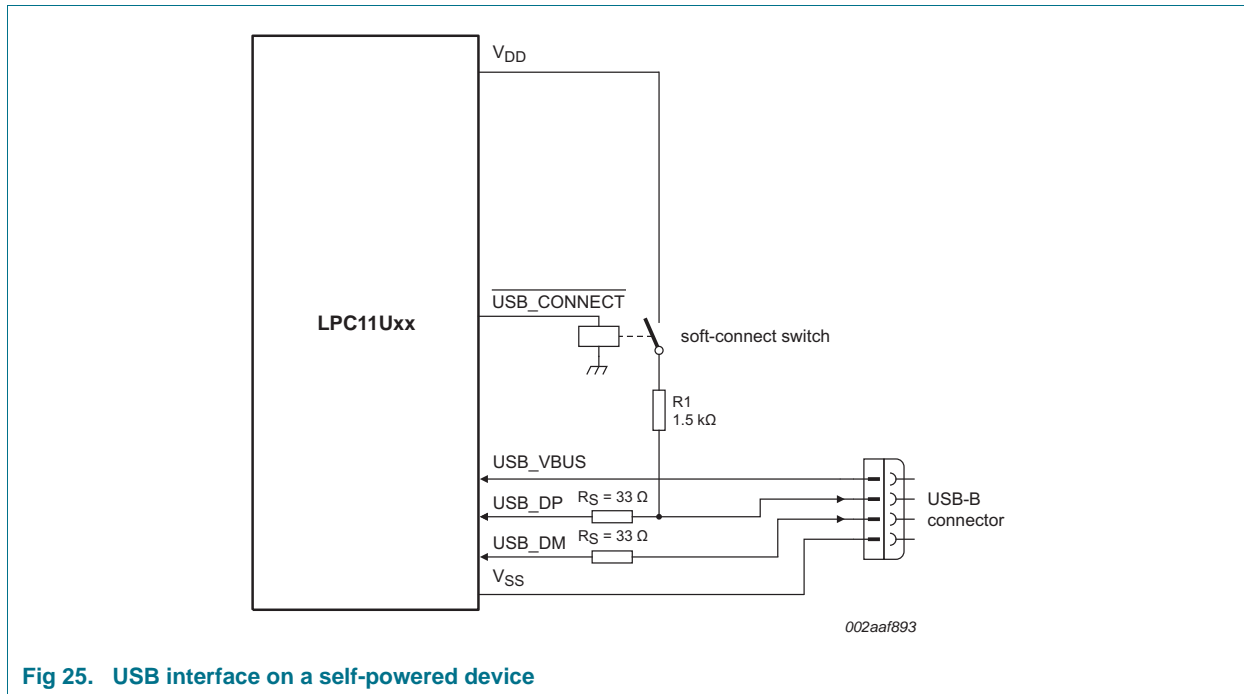 VDD
USB_CONNECT
LPC11Uxx
soft-connect switch
R1
1.5 kΩ
USB_VBUS
USB_DP
RS = 33 Ω
USB-B
connector
USB_DM
RS = 33 Ω
VSS
002aaf893
Fig 25. USB interface on a self-powered device